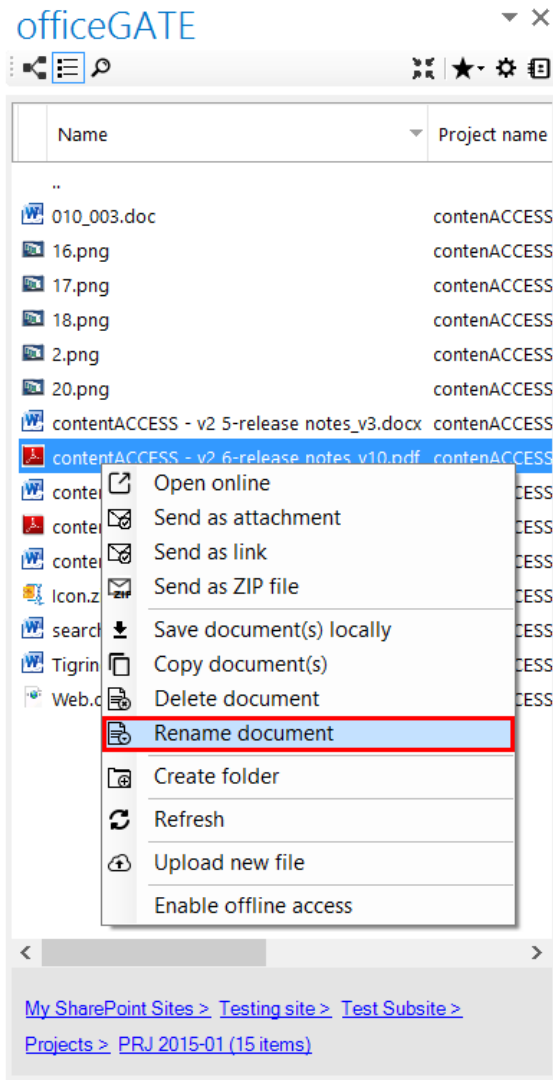 officeGATE
Name Project name
..
010_003.doc contenACCESS
16.png contenACCESS
17.png contenACCESS
18.png contenACCESS
2.png contenACCESS
20.png contenACCESS
contentACCESS - v2 5-release notes_v3.docx contenACCESS
contentACCESS - v2 6-release notes_v10.pdf contenACCESS
Open online
Send as attachment
Send as link
ZIP Send as ZIP file
Save document(s) locally
Copy document(s)
Delete document
Rename document
Create folder
Refresh
Upload new file
Enable offline access
My SharePoint Sites > Testing site > Test Subsite >
Projects > PRJ 2015-01 (15 items)